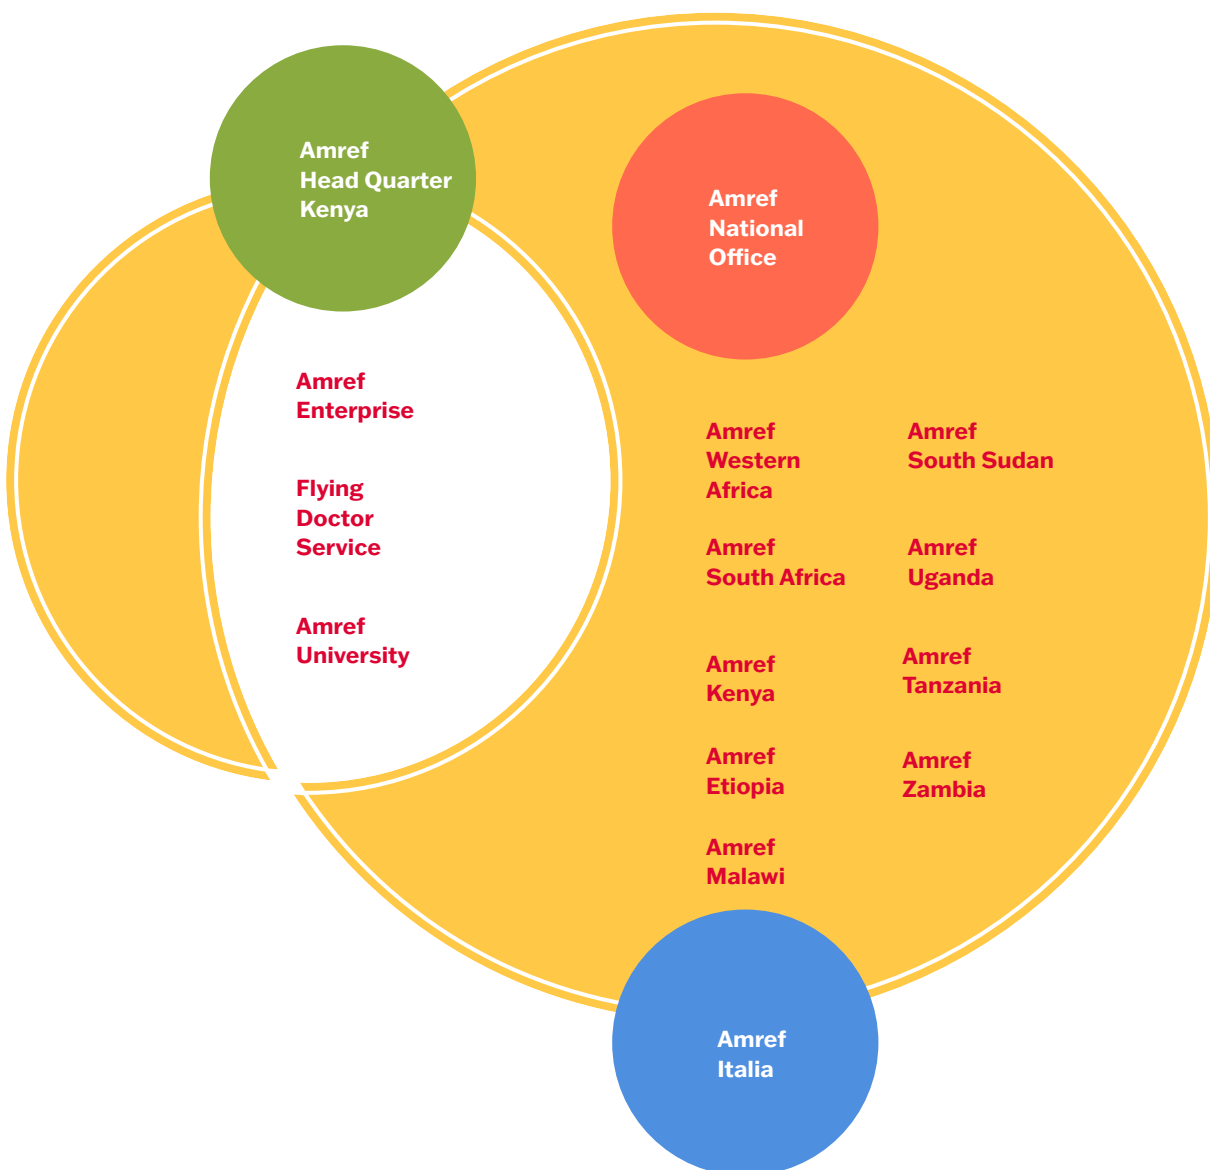 Amref
Head Quarter
Kenya
Amref
National
Office
Amref
Enterprise
Flying
Doctor
Service
Amref
University
Amref
Western
Africa
Amref
South Sudan
Amref
South Africa
Amref
Uganda
Amref
Kenya
Amref
Tanzania
Amref
Etiopia
Amref
Zambia
Amref
Malawi
Amref
Italia